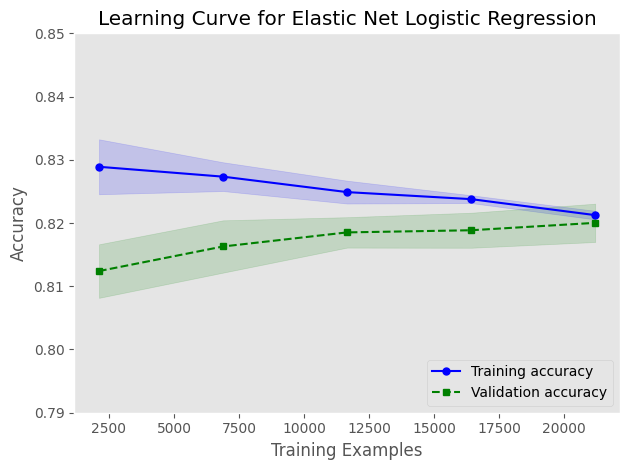 Learning Curve for Elastic Net Logistic Regression
0.85
0.84
0.83
0.82
0.81
0.80
0.79
Accuracy
Training accuracy
Validation accuracy
2500 5000 7500 10000 12500 15000 17500 20000
Training Examples